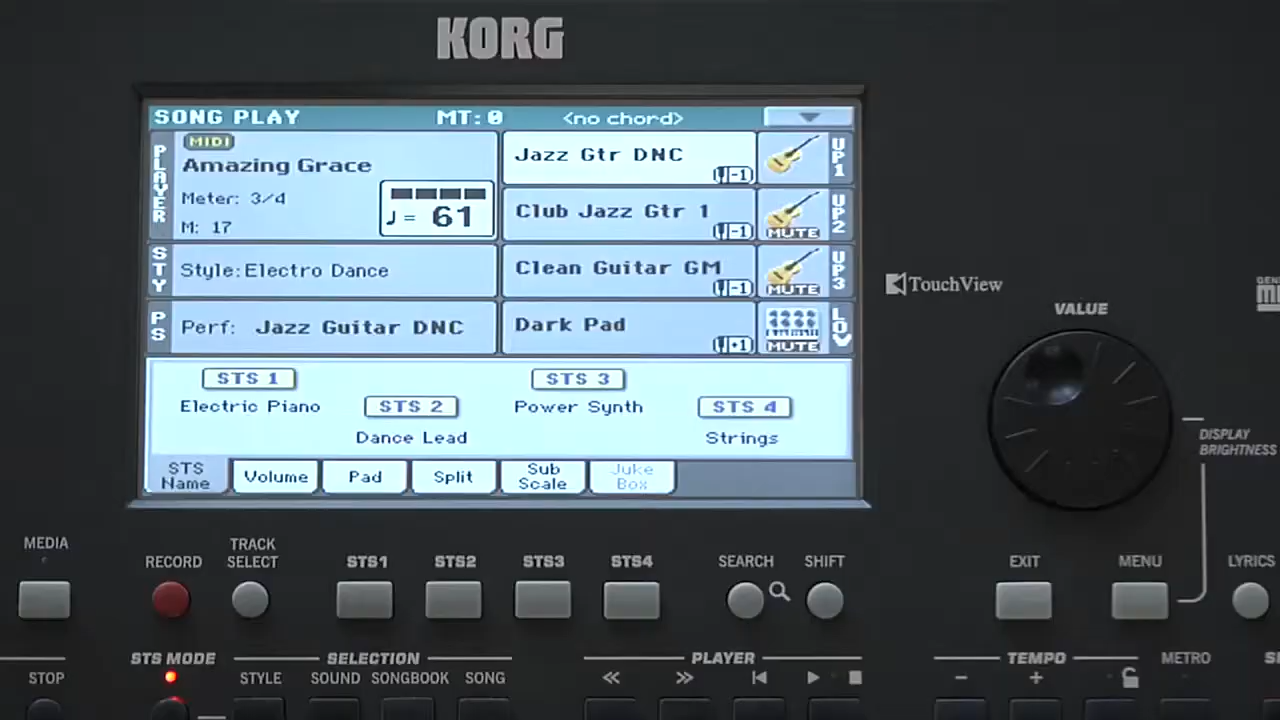 KORG
SONG PLAY MT: 0 <no chord>
PLAYER
MIDI
Amazing Grace
Meter: 3/4
M: 17
♩= 61
STY
Style:Electro Dance
PS
Perf: Jazz Guitar DNC
Jazz Gtr DNC
-1
UP1
Club Jazz Gtr 1
-1
MUTE
UP2
Clean Guitar GM
-1
MUTE
UP3
Dark Pad
+1
MUTE
LOW
STS 1
Electric Piano
STS 2
Dance Lead
STS 3
Power Synth
STS 4
Strings
STS
Name
Volume
Pad
Split
Sub
Scale
Juke
Box
TouchView
VALUE
DISPLAY
BRIGHTNESS
MEDIA
RECORD
TRACK
SELECT
STS1
STS2
STS3
STS4
SEARCH
SHIFT
EXIT
MENU
LYRICS
STOP
STS MODE
SELECTION
STYLE
SOUND
SONGBOOK
SONG
PLAYER
TEMPO
− +
METRO